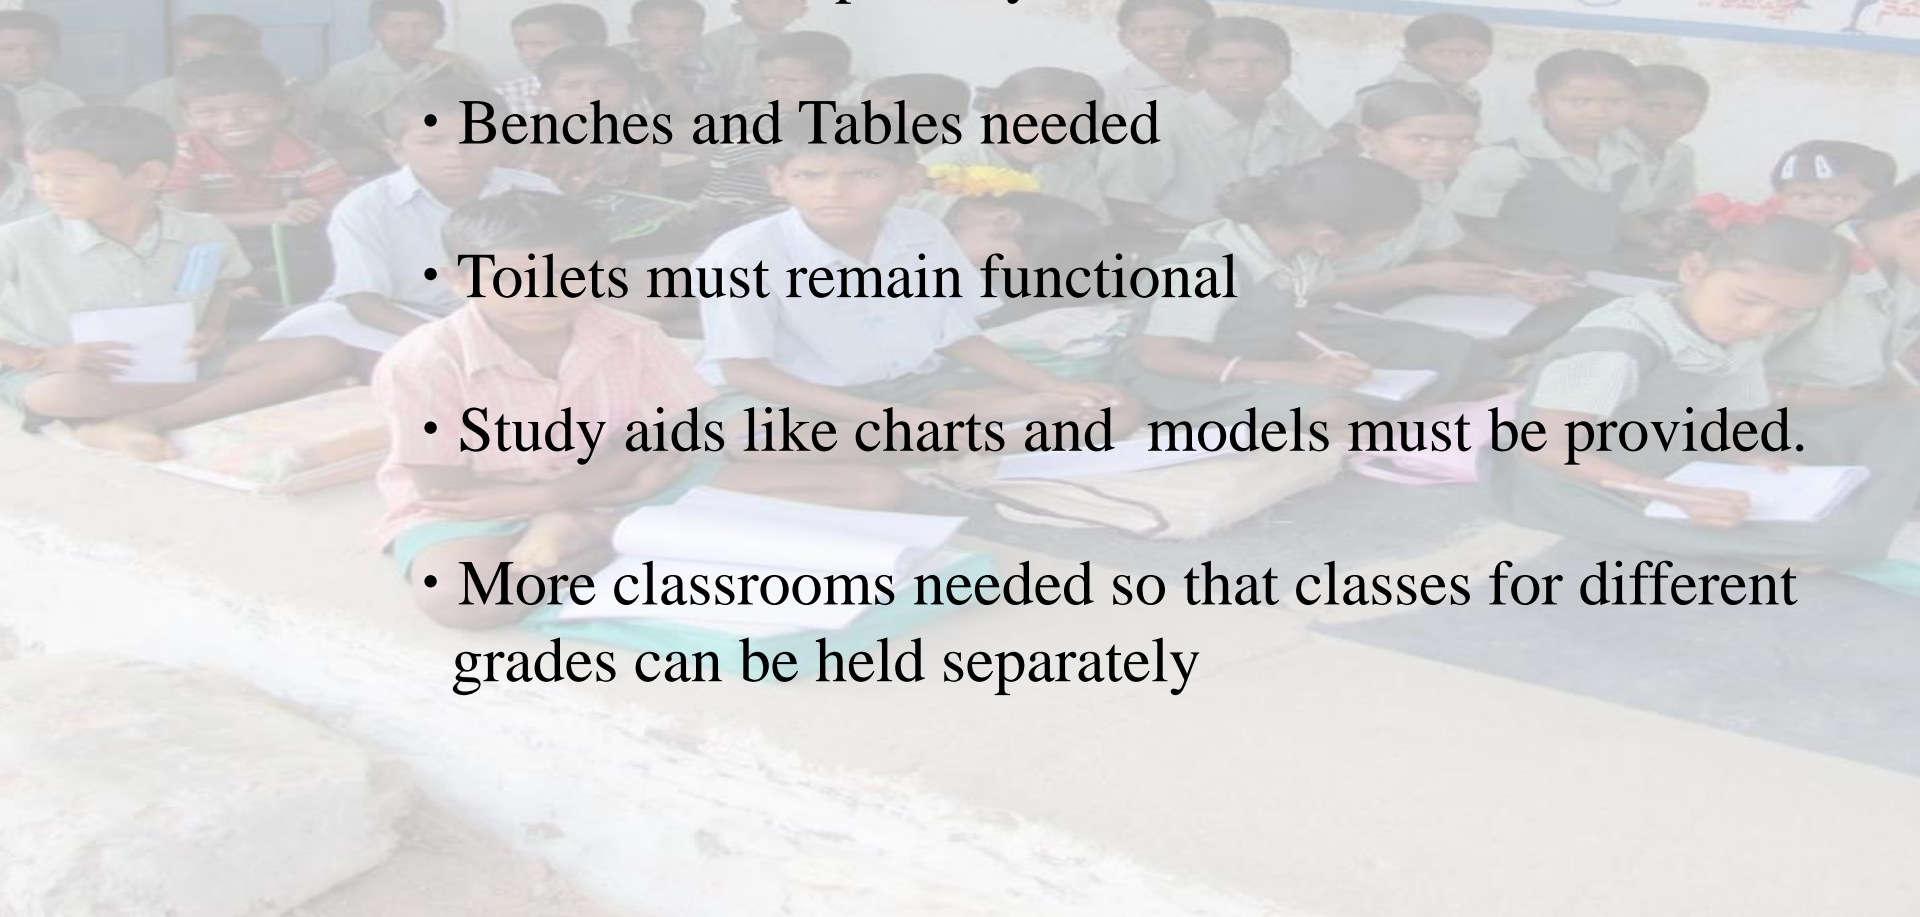 • Benches and Tables needed
• Toilets must remain functional
• Study aids like charts and  models must be provided.
• More classrooms needed so that classes for different
grades can be held separately